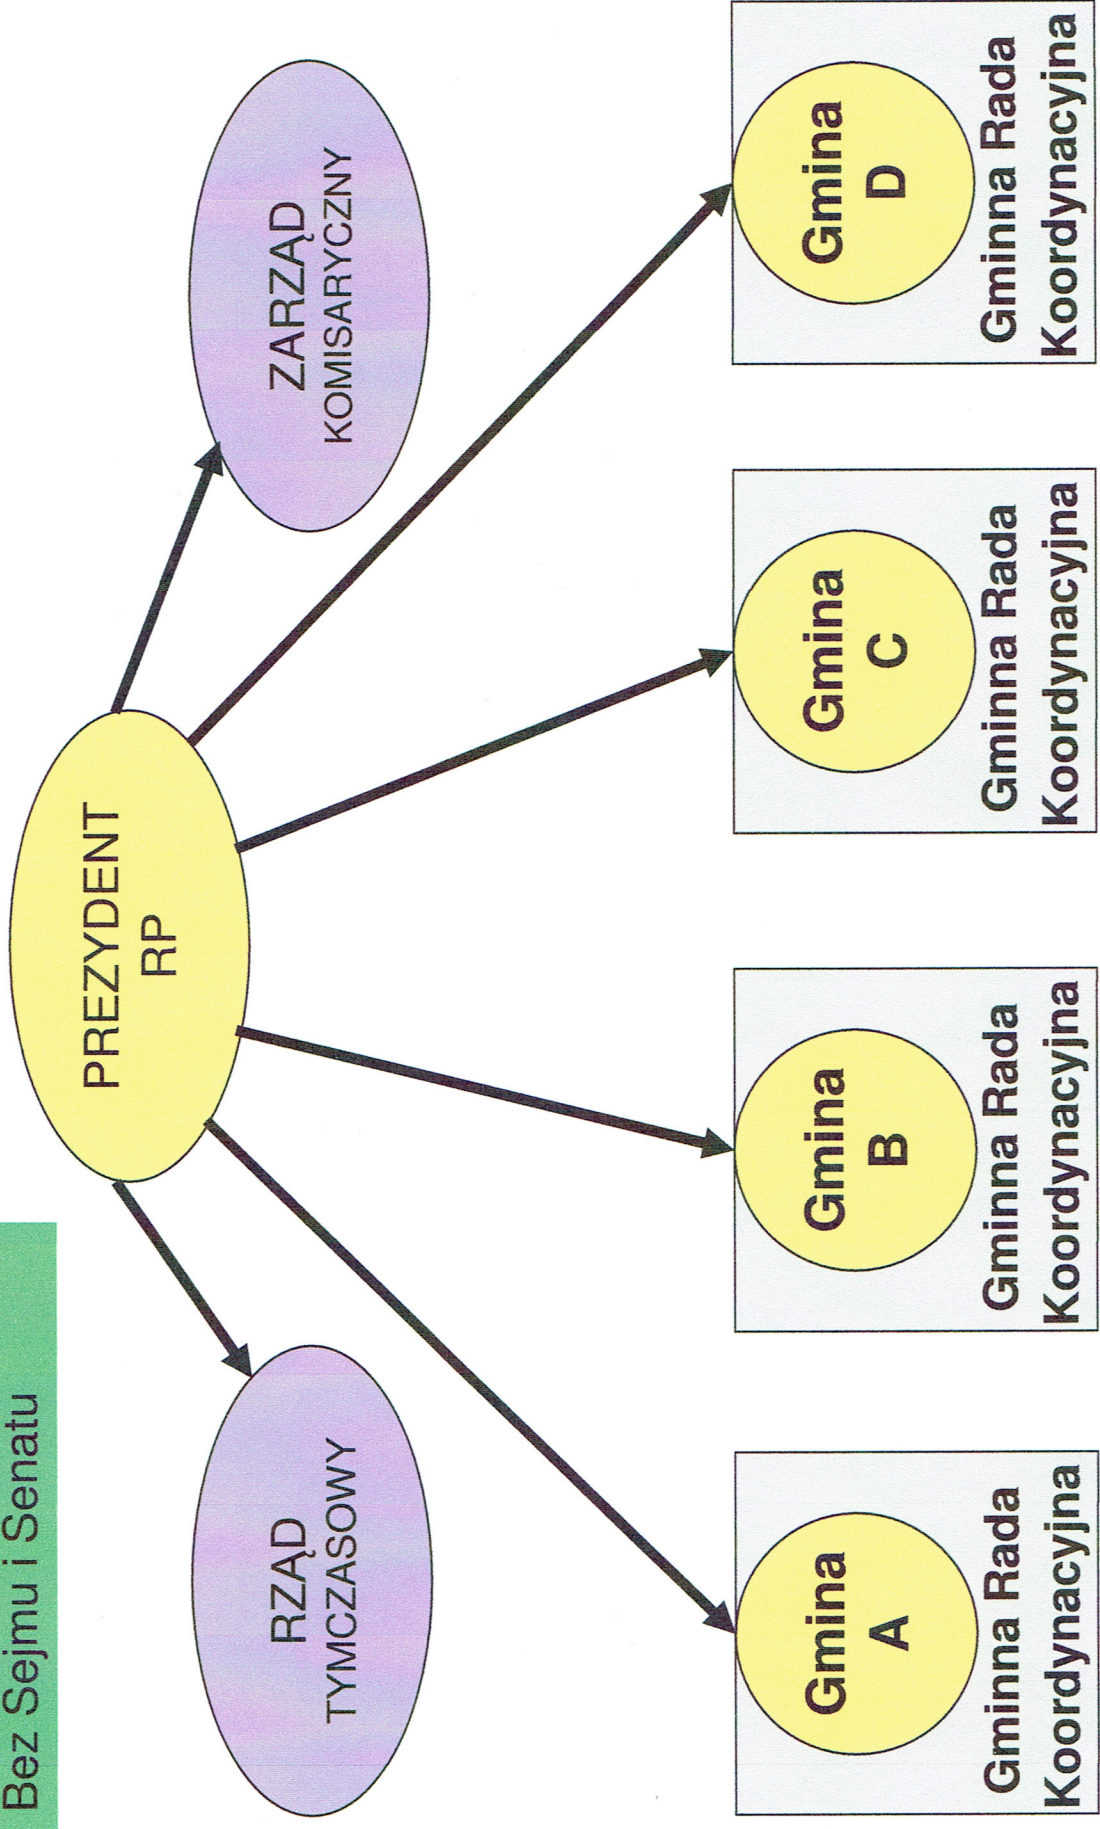 Bez Sejmu i Senatu
PREZYDENT
RP
RZĄD
TYMCZASOWY
ZARZĄD
KOMISARYCZNY
Gmina
A
Gminna Rada
Koordynacyjna
Gmina
B
Gminna Rada
Koordynacyjna
Gmina
C
Gminna Rada
Koordynacyjna
Gmina
D
Gminna Rada
Koordynacyjna